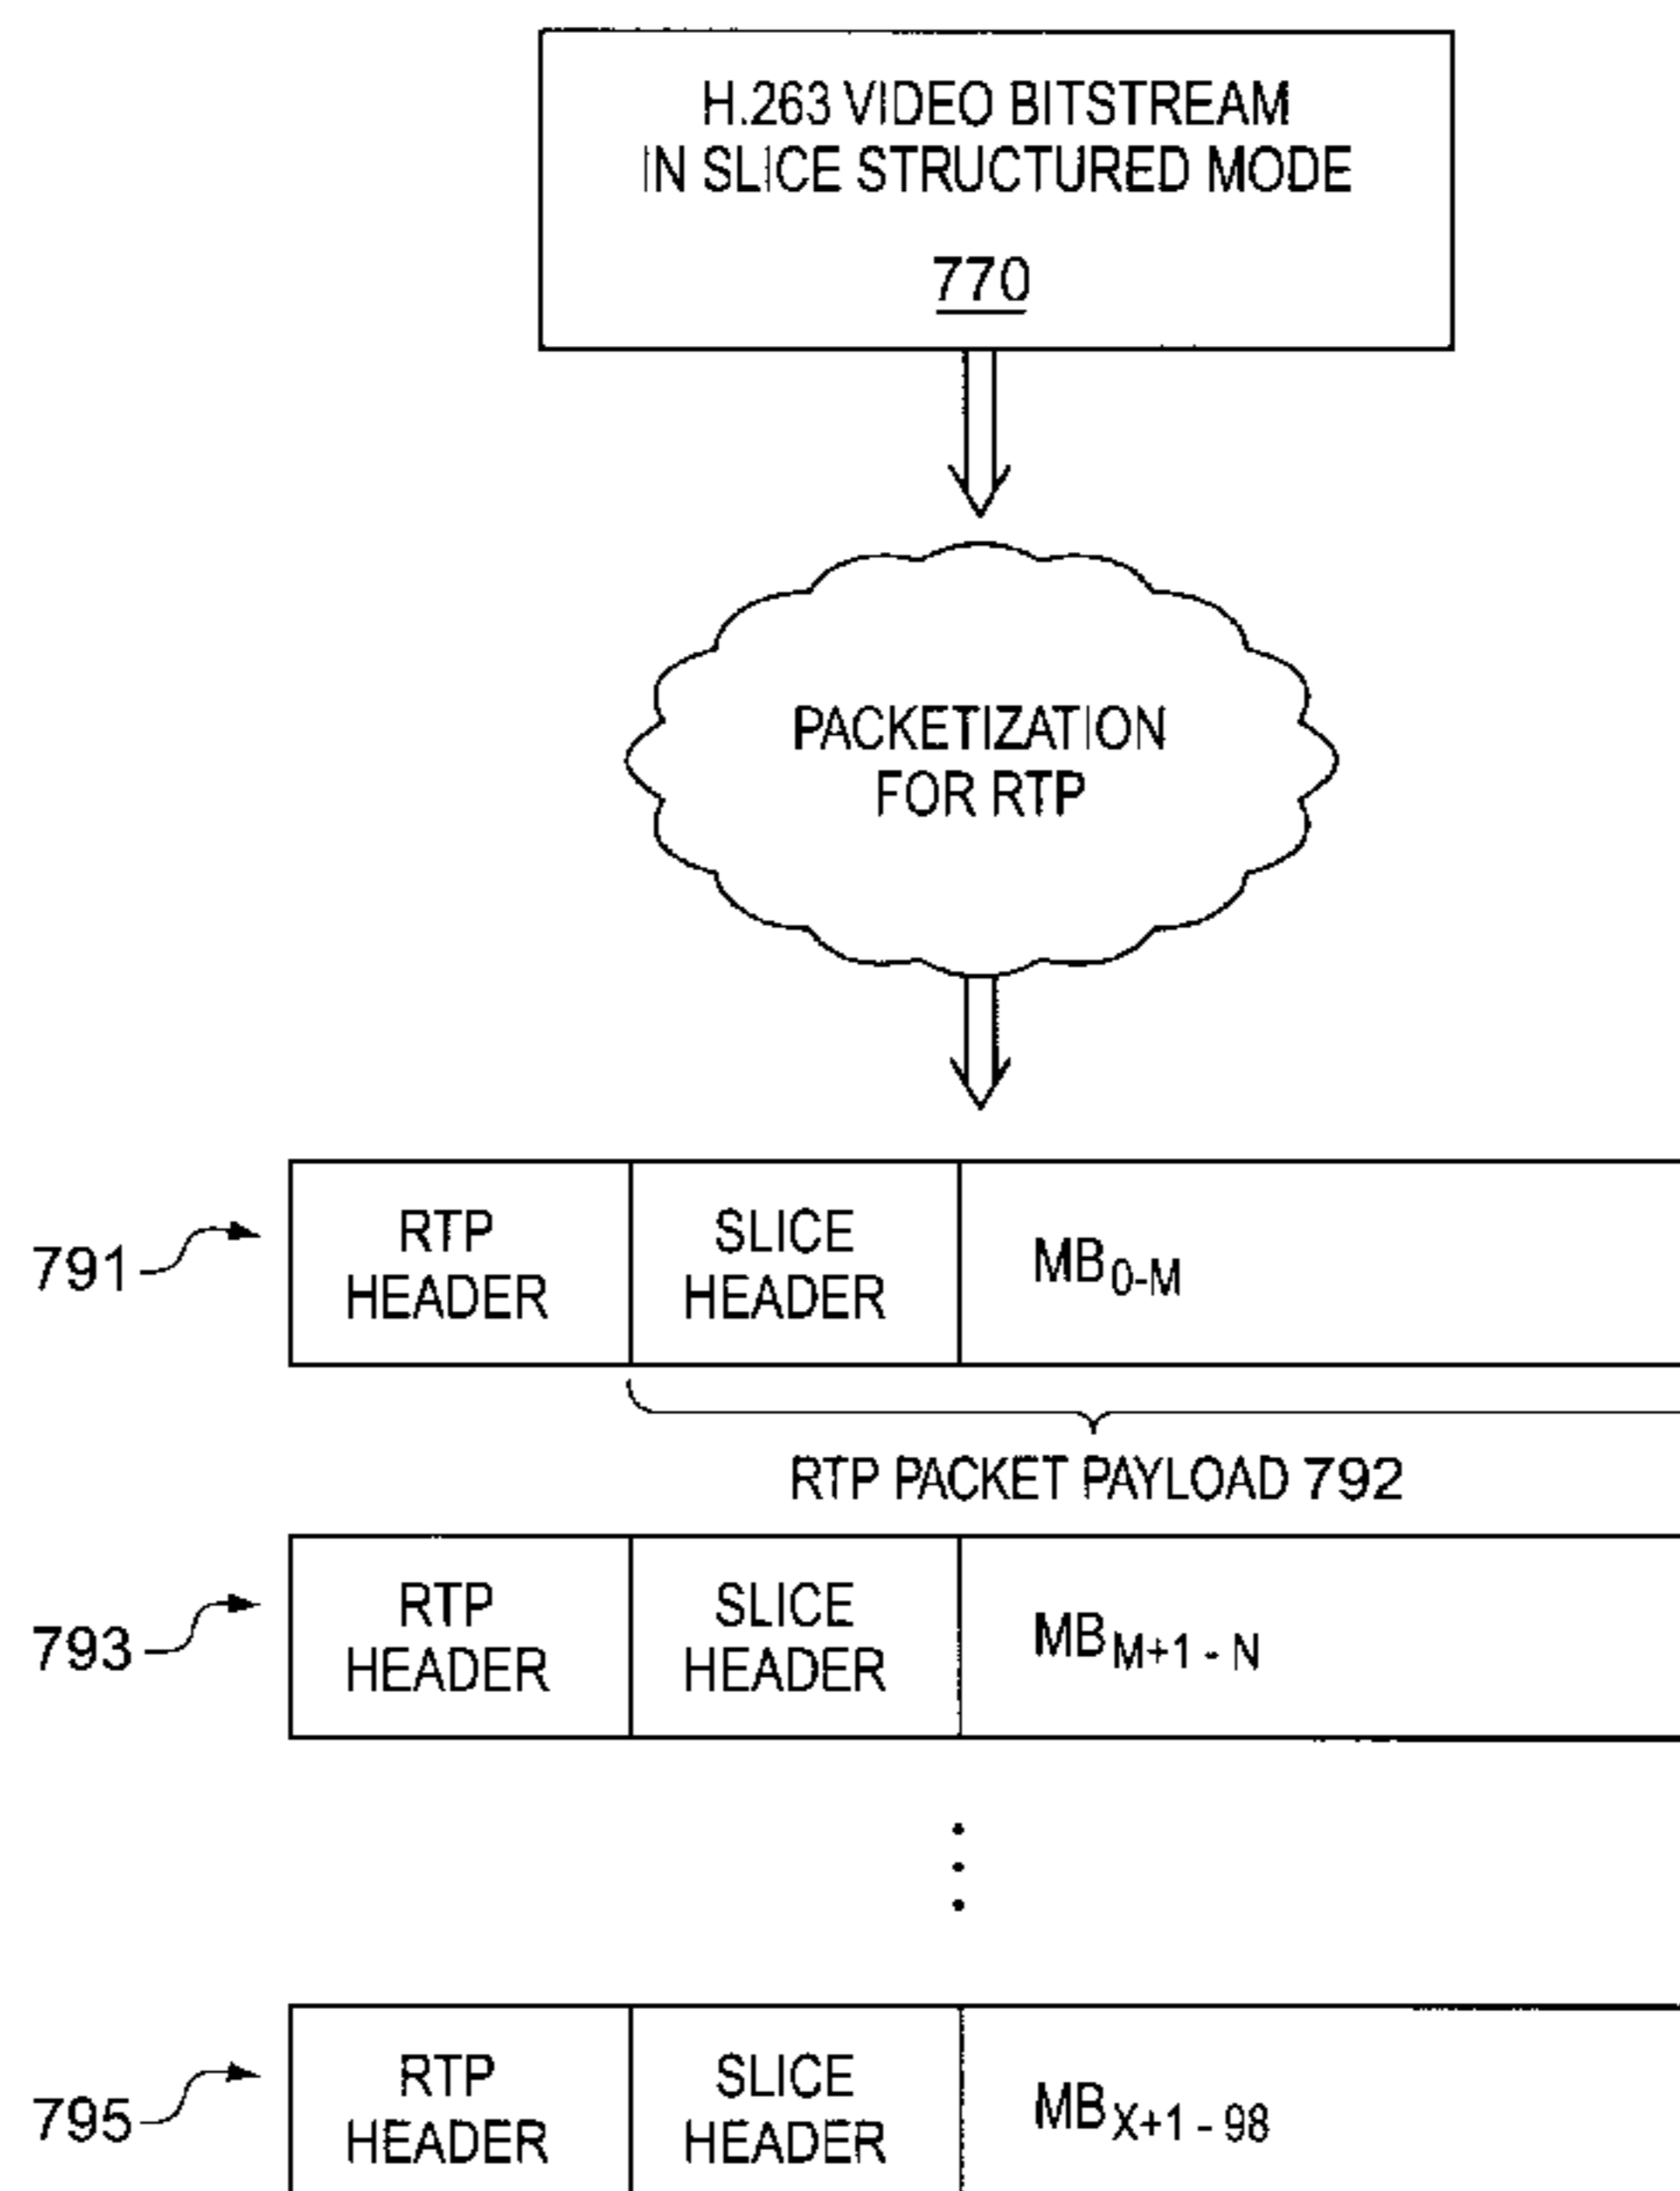 H.263 VIDEO BITSTREAM
IN SLICE STRUCTURED MODE
770
PACKETIZATION
FOR RTP
791
RTP
HEADER
SLICE
HEADER
MB0-M
RTP PACKET PAYLOAD 792
793
RTP
HEADER
SLICE
HEADER
MBM+1 - N
795
RTP
HEADER
SLICE
HEADER
MBX+1 - 98